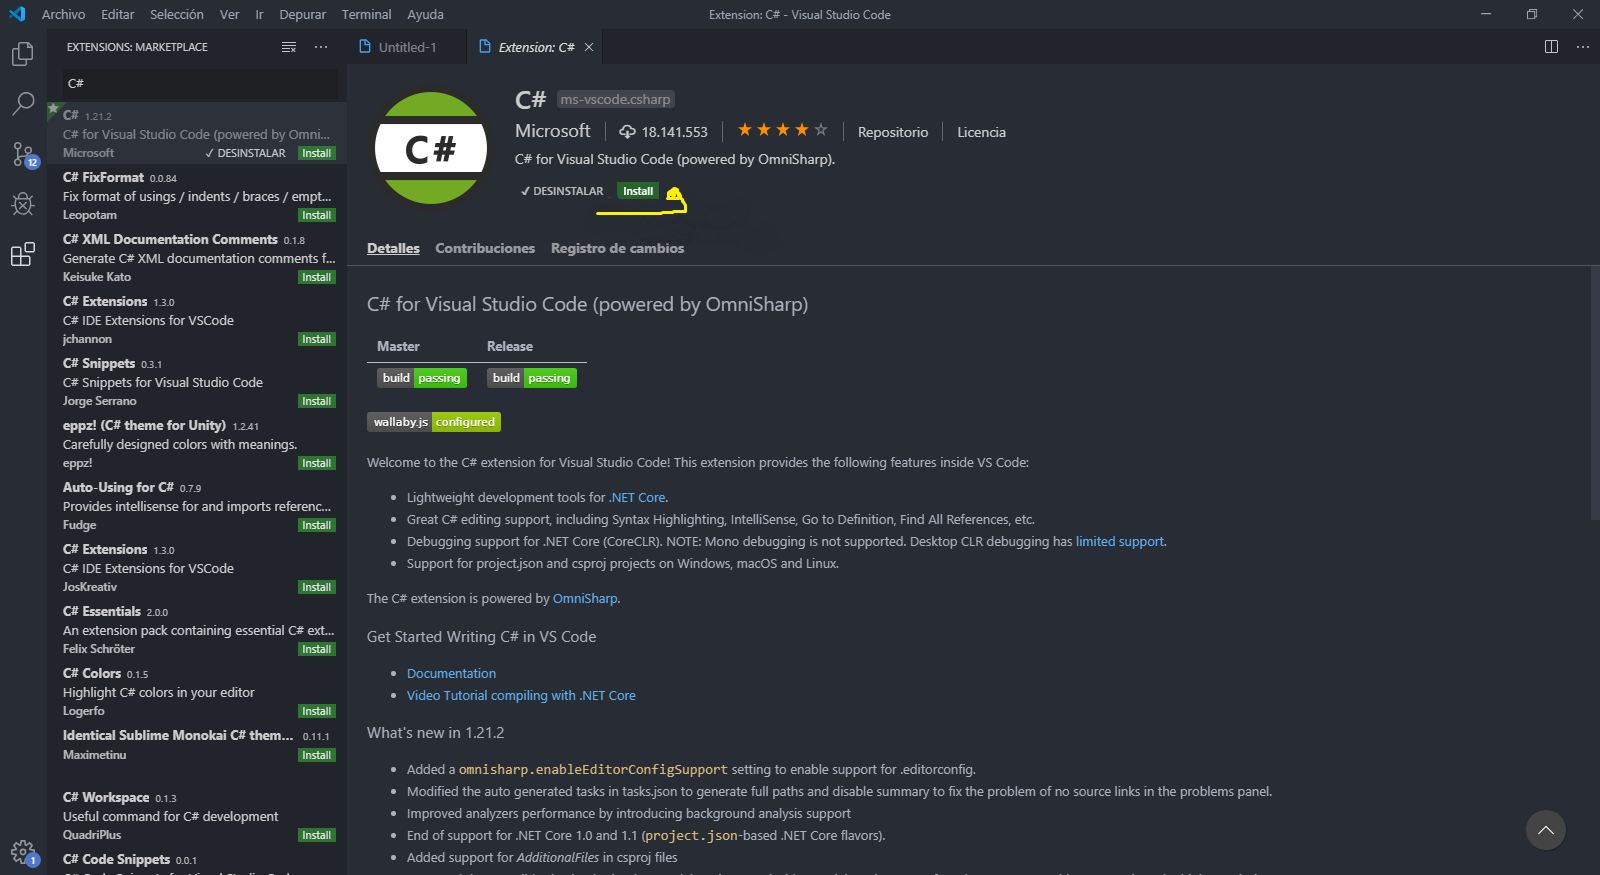 Archivo Editar Selección Ver Ir Depurar Terminal Ayuda Extension: C# - Visual Studio Code
EXTENSIONS: MARKETPLACE
Untitled-1 Extension: C#
C#
C# 1.21.2
C# for Visual Studio Code (powered by Omni...
Microsoft ✓ DESINSTALAR Install
C# FixFormat 0.0.84
Fix format of usings / indents / braces / empt...
Leopotam Install
C# XML Documentation Comments 0.1.8
Generate C# XML documentation comments f...
Keisuke Kato Install
C# Extensions 1.3.0
C# IDE Extensions for VSCode
jchannon Install
C# Snippets 0.3.1
C# Snippets for Visual Studio Code
Jorge Serrano Install
eppz! (C# theme for Unity) 1.2.41
Carefully designed colors with meanings.
eppz! Install
Auto-Using for C# 0.7.9
Provides intellisense for and imports referenc...
Fudge Install
C# Extensions 1.3.0
C# IDE Extensions for VSCode
JosKreativ Install
C# Essentials 2.0.0
An extension pack containing essential C# ext...
Felix Schröter Install
C# Colors 0.1.5
Highlight C# colors in your editor
Logerfo Install
Identical Sublime Monokai C# them... 0.11.1
Maximetinu Install
C# Workspace 0.1.3
Useful command for C# development
QuadriPlus Install
C# Code Snippets 0.0.1
12
1
C#
C# ms-vscode.csharp
Microsoft 18.141.553 Repositorio Licencia
C# for Visual Studio Code (powered by OmniSharp).
✓ DESINSTALAR Install
Detalles Contribuciones Registro de cambios
C# for Visual Studio Code (powered by OmniSharp)
Master Release
build passing build passing
wallaby.js configured
Welcome to the C# extension for Visual Studio Code! This extension provides the following features inside VS Code:
• Lightweight development tools for .NET Core.
• Great C# editing support, including Syntax Highlighting, IntelliSense, Go to Definition, Find All References, etc.
• Debugging support for .NET Core (CoreCLR). NOTE: Mono debugging is not supported. Desktop CLR debugging has limited support.
• Support for project.json and csproj projects on Windows, macOS and Linux.
The C# extension is powered by OmniSharp.
Get Started Writing C# in VS Code
• Documentation
• Video Tutorial compiling with .NET Core
What's new in 1.21.2
• Added a omnisharp.enableEditorConfigSupport setting to enable support for .editorconfig.
• Modified the auto generated tasks in tasks.json to generate full paths and disable summary to fix the problem of no source links in the problems panel.
• Improved analyzers performance by introducing background analysis support
• End of support for .NET Core 1.0 and 1.1 (project.json-based .NET Core flavors).
• Added support for AdditionalFiles in csproj files